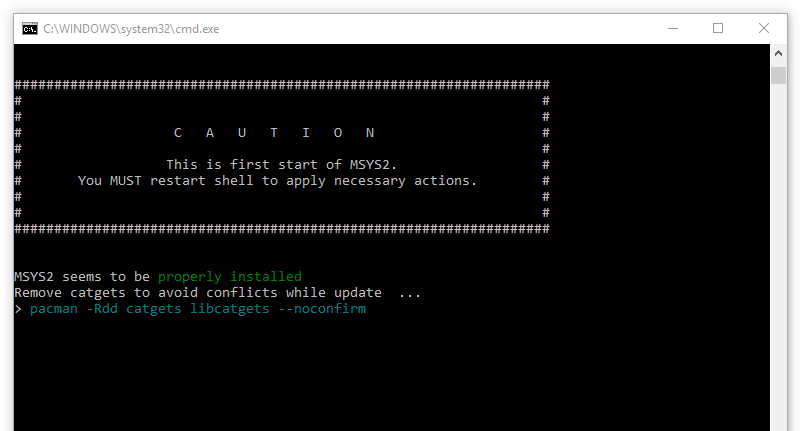 C:\WINDOWS\system32\cmd.exe
###################################################################
#                                                                 #
#                                                                 #
#                   C   A   U   T   I   O   N                     #
#                                                                 #
#                  This is first start of MSYS2.                  #
#       You MUST restart shell to apply necessary actions.        #
#                                                                 #
#                                                                 #
###################################################################
MSYS2 seems to be properly installed
Remove catgets to avoid conflicts while update  ...
> pacman -Rdd catgets libcatgets --noconfirm